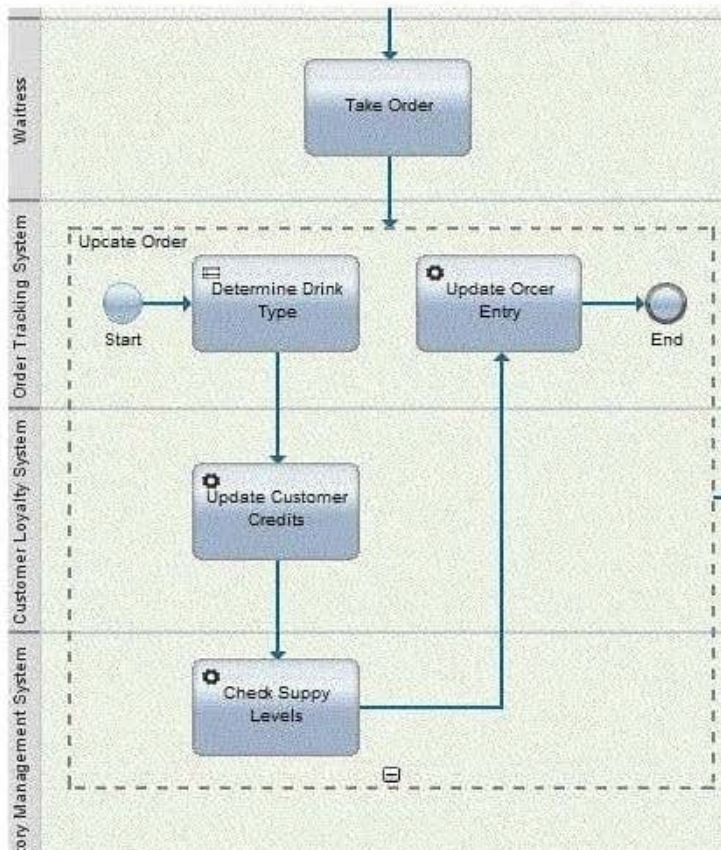 Waitress
Take Order
Order Tracking System
Upcate Order
Determine Drink
Type
Update Orcer
Entry
Start
End
Customer Loyalty System
Update Customer
Credits
ory Management System
Check Suppy
Levels